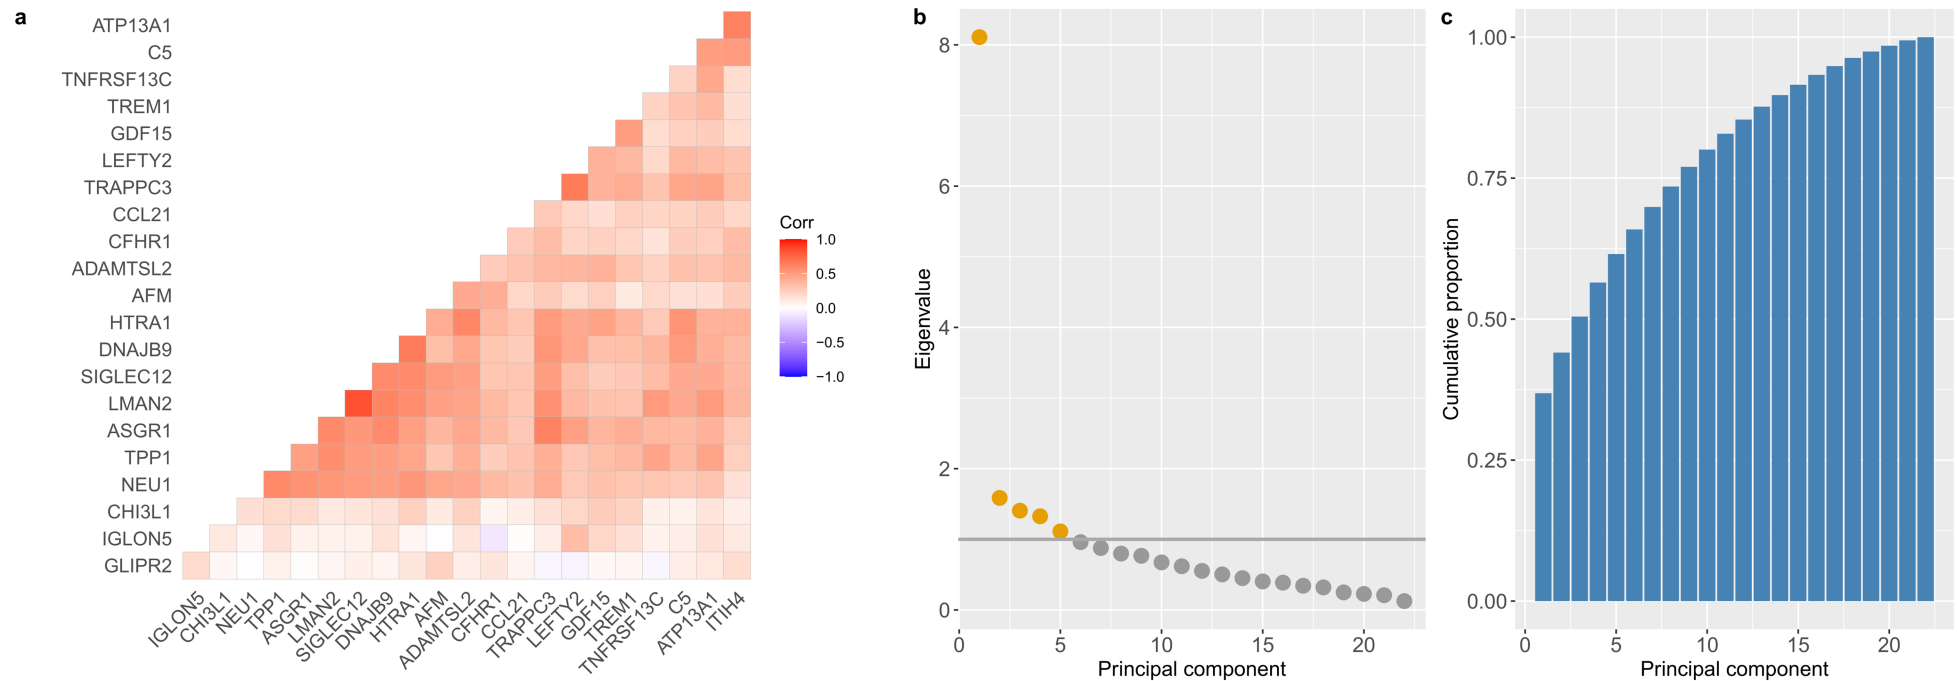 a
ATP13A1
C5
TNFRSF13C
TREM1
GDF15
LEFTY2
TRAPPC3
CCL21
CFHR1
ADAMTSL2
AFM
HTRA1
DNAJB9
SIGLEC12
LMAN2
ASGR1
TPP1
NEU1
CHI3L1
IGLON5
GLIPR2
IGLON5
CHI3L1
NEU1
TPP1
ASGR1
LMAN2
SIGLEC12
DNAJB9
HTRA1
AFM
ADAMTSL2
CFHR1
CCL21
TRAPPC3
LEFTY2
GDF15
TREM1
TNFRSF13C
C5
ATP13A1
ITIH4
Corr
1.0
0.5
0.0
−0.5
−1.0
b
Eigenvalue
8
6
4
2
0
0 5 10 15 20
Principal component
c
Cumulative proportion
1.00
0.75
0.50
0.25
0.00
0 5 10 15 20
Principal component